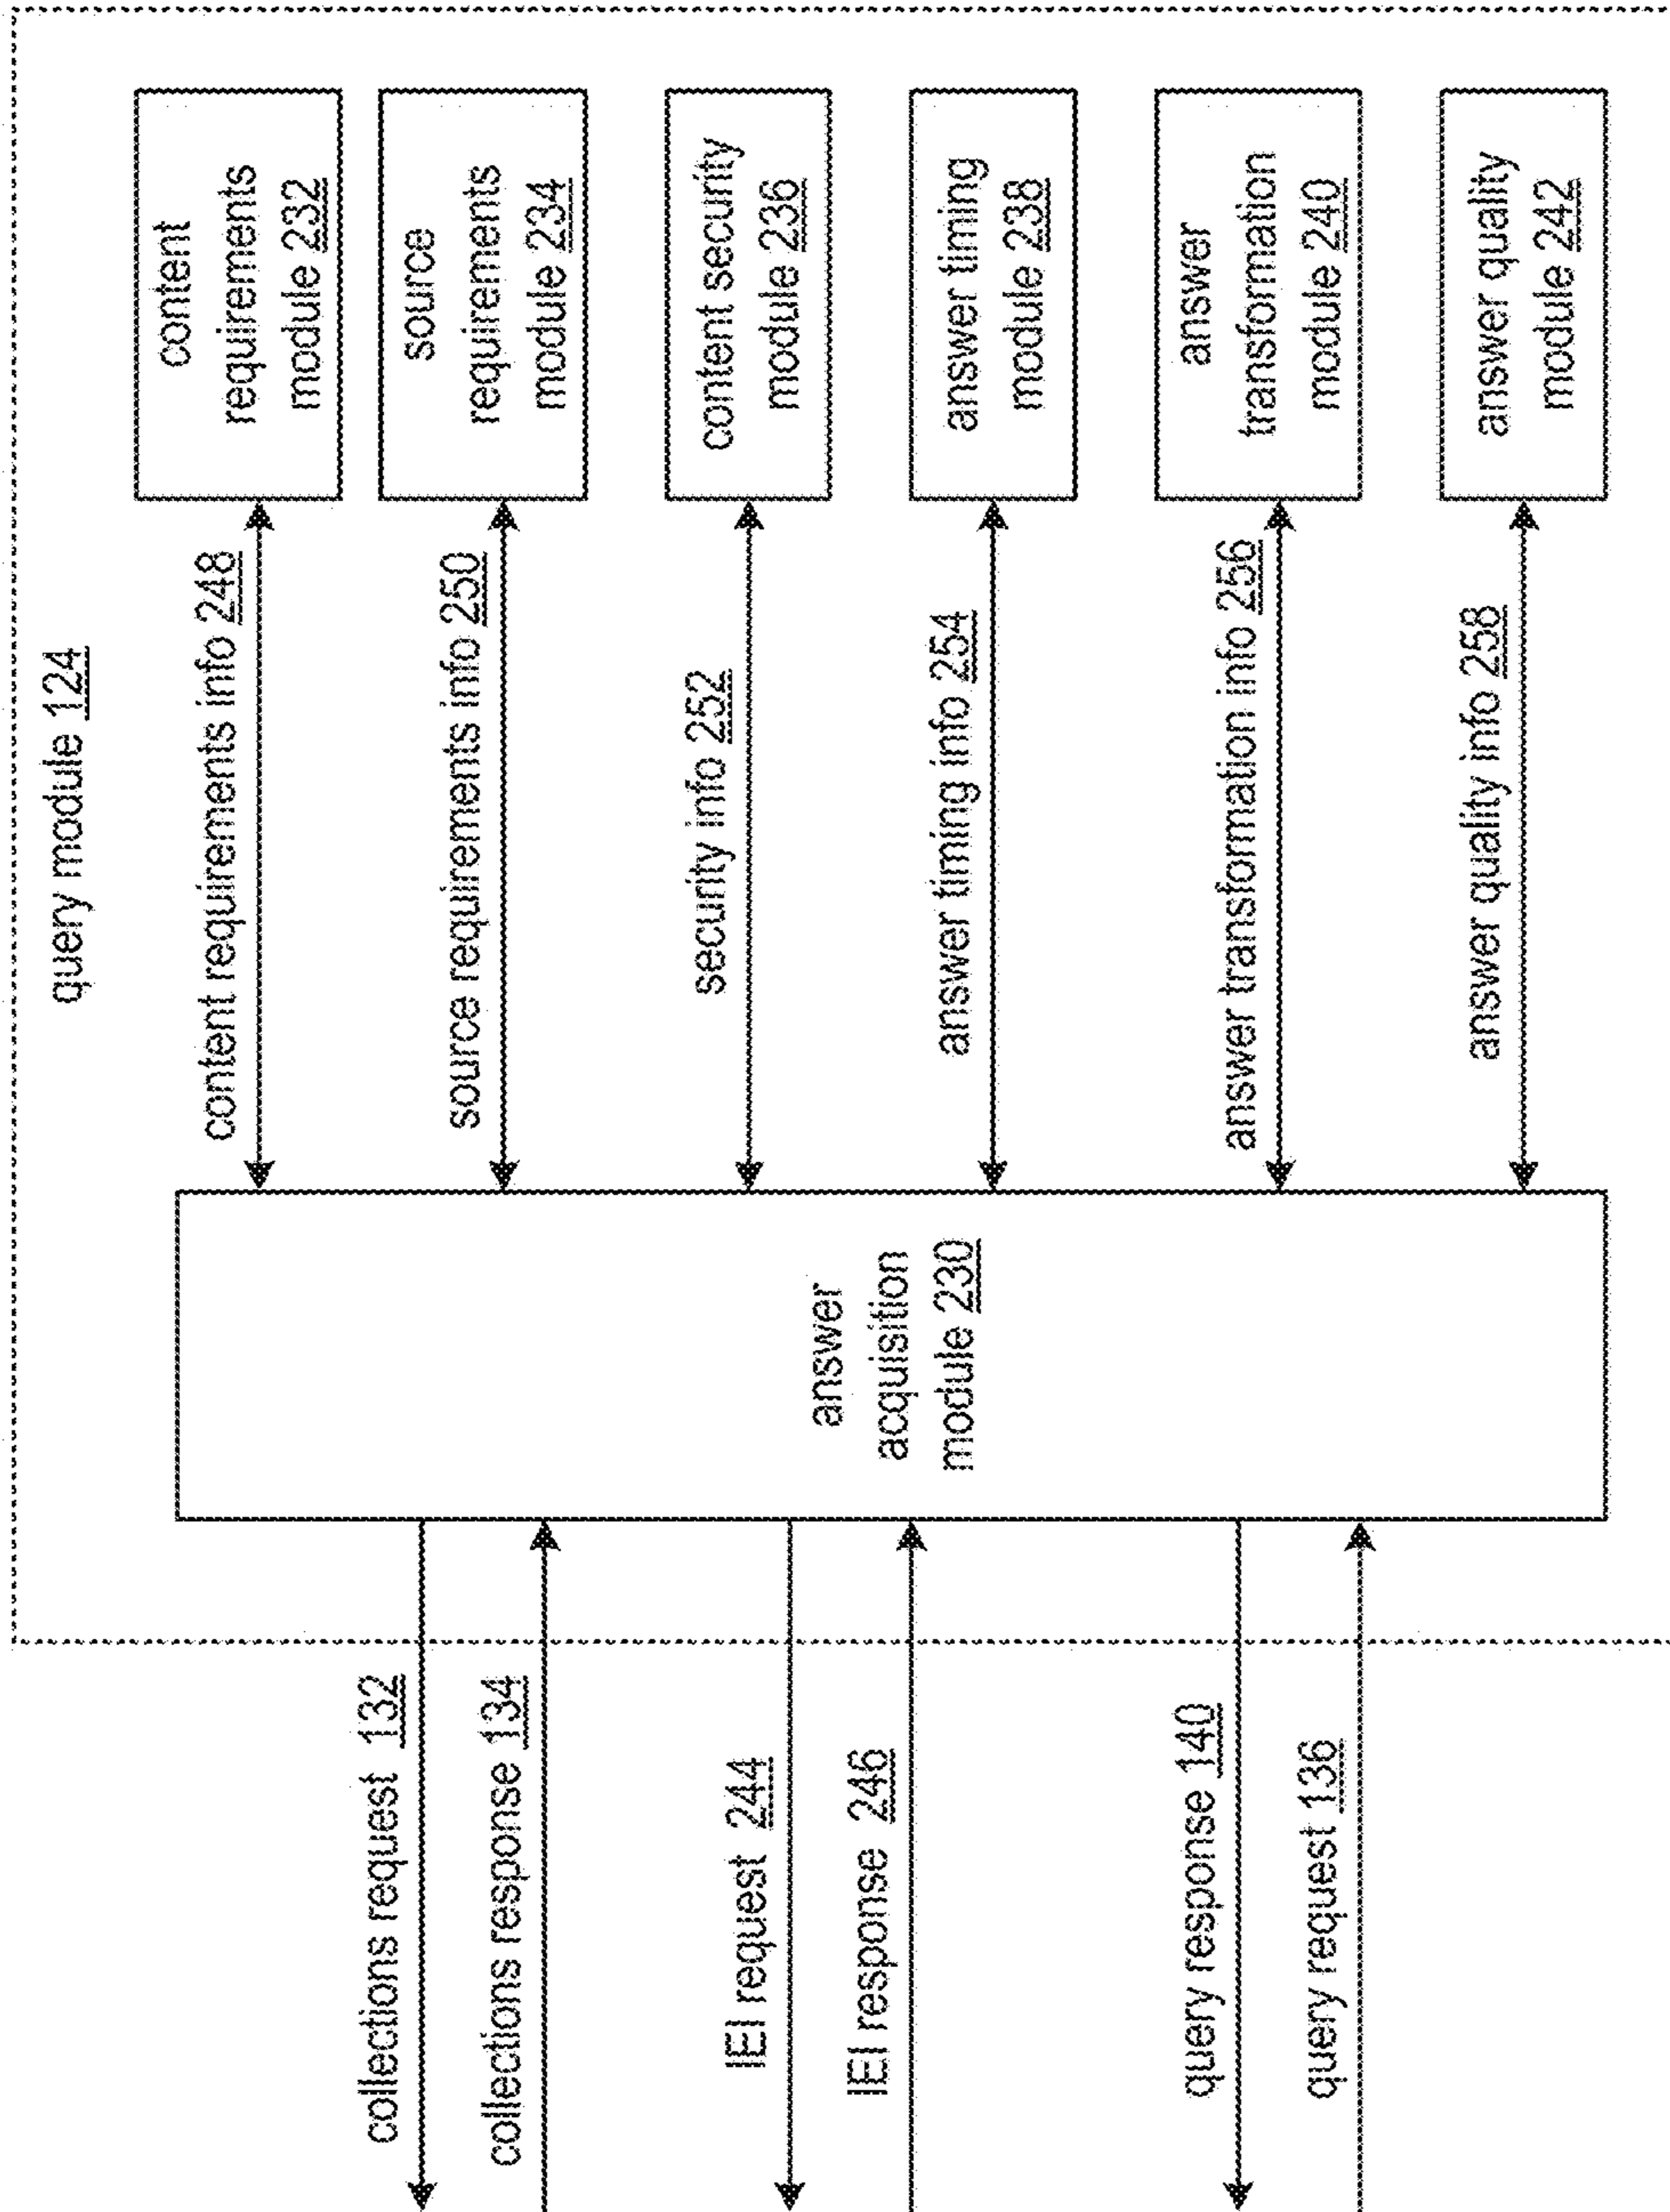 query module 124
collections request 132
collections response 134
IEI request 244
IEI response 246
query response 140
query request 136
answer
acquisition
module 230
content requirements info 248
source requirements info 250
security info 252
answer timing info 254
answer transformation info 256
answer quality info 258
content
requirements
module 232
source
requirements
module 234
content security
module 236
answer timing
module 238
answer
transformation
module 240
answer quality
module 242